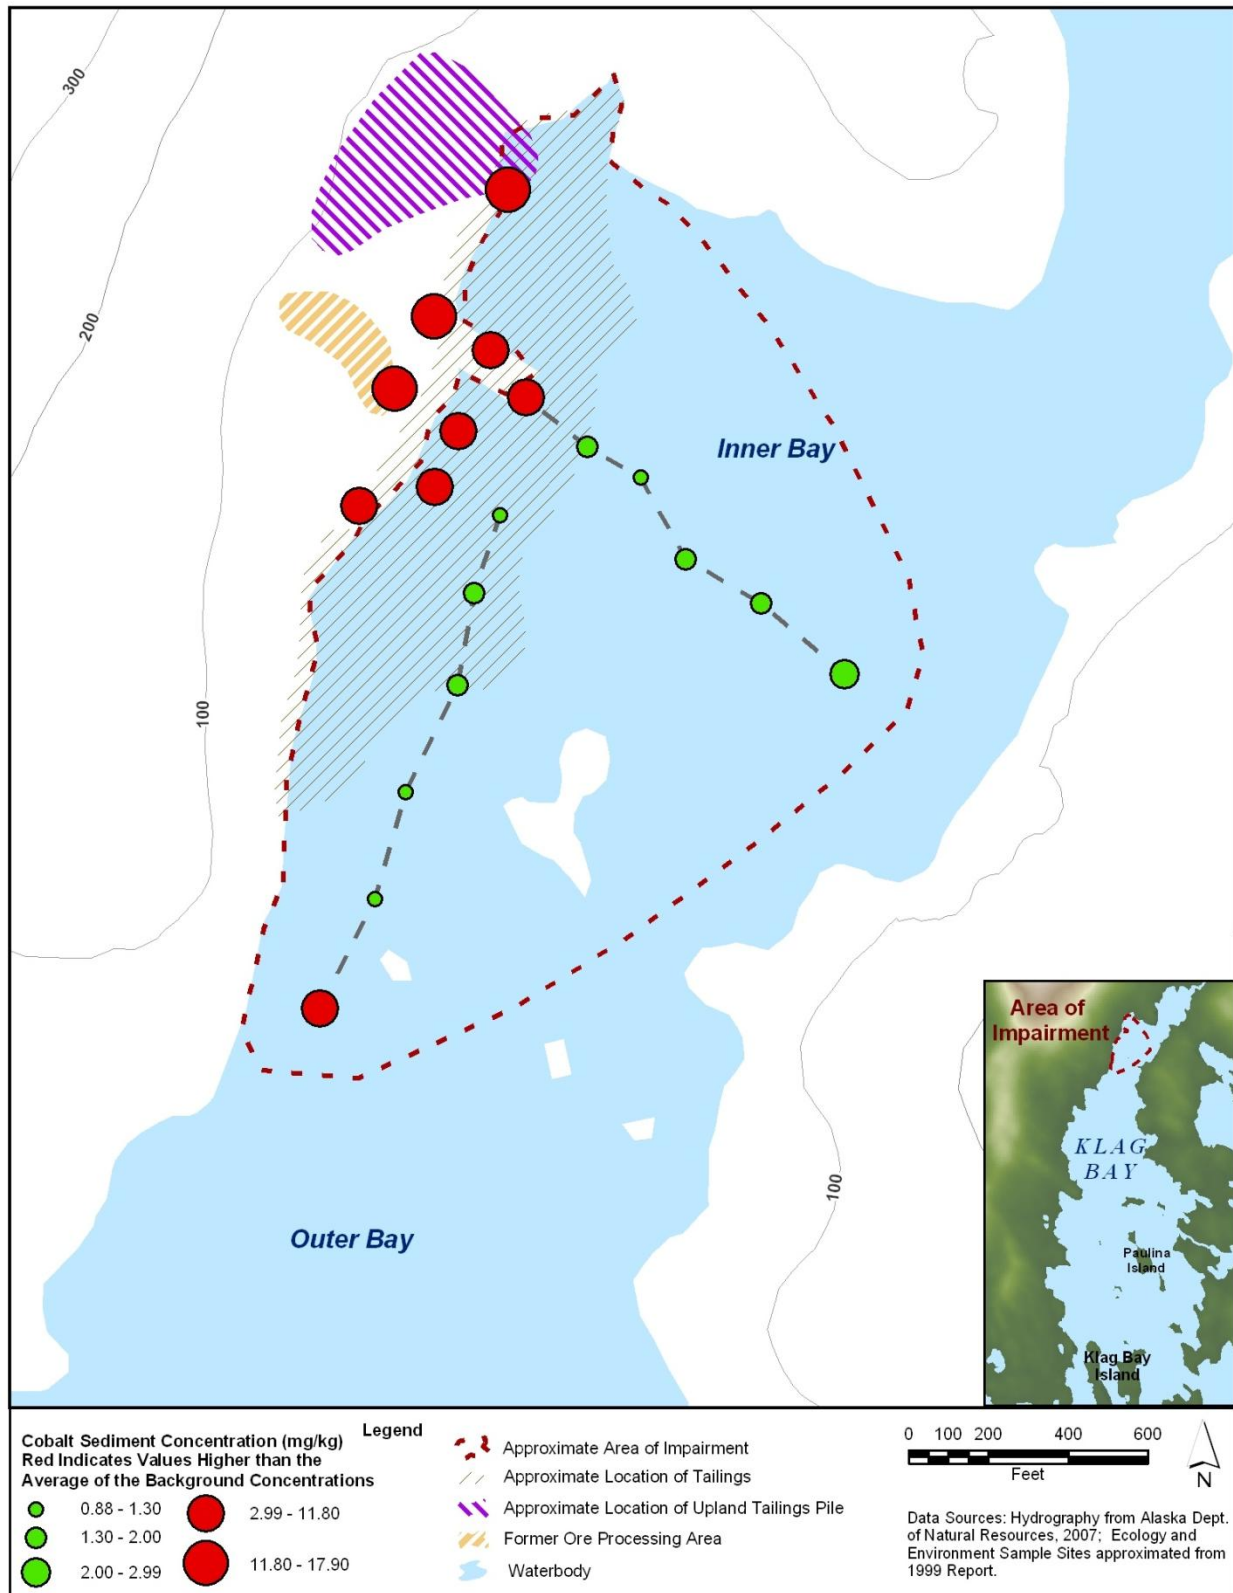 300
200
Inner Bay
100
Area of
Impairment
KLAG
BAY
100
Outer Bay
Paulina
Island
Klag Bay
Island
Legend
Cobalt Sediment Concentration (mg/kg)
Red Indicates Values Higher than the
Average of the Background Concentrations
0.88 - 1.30
1.30 - 2.00
2.00 - 2.99
2.99 - 11.80
11.80 - 17.90
Approximate Area of Impairment
Approximate Location of Tailings
Approximate Location of Upland Tailings Pile
Former Ore Processing Area
Waterbody
0 100 200 400 600
Feet
N
Data Sources: Hydrography from Alaska Dept.
of Natural Resources, 2007; Ecology and
Environment Sample Sites approximated from
1999 Report.